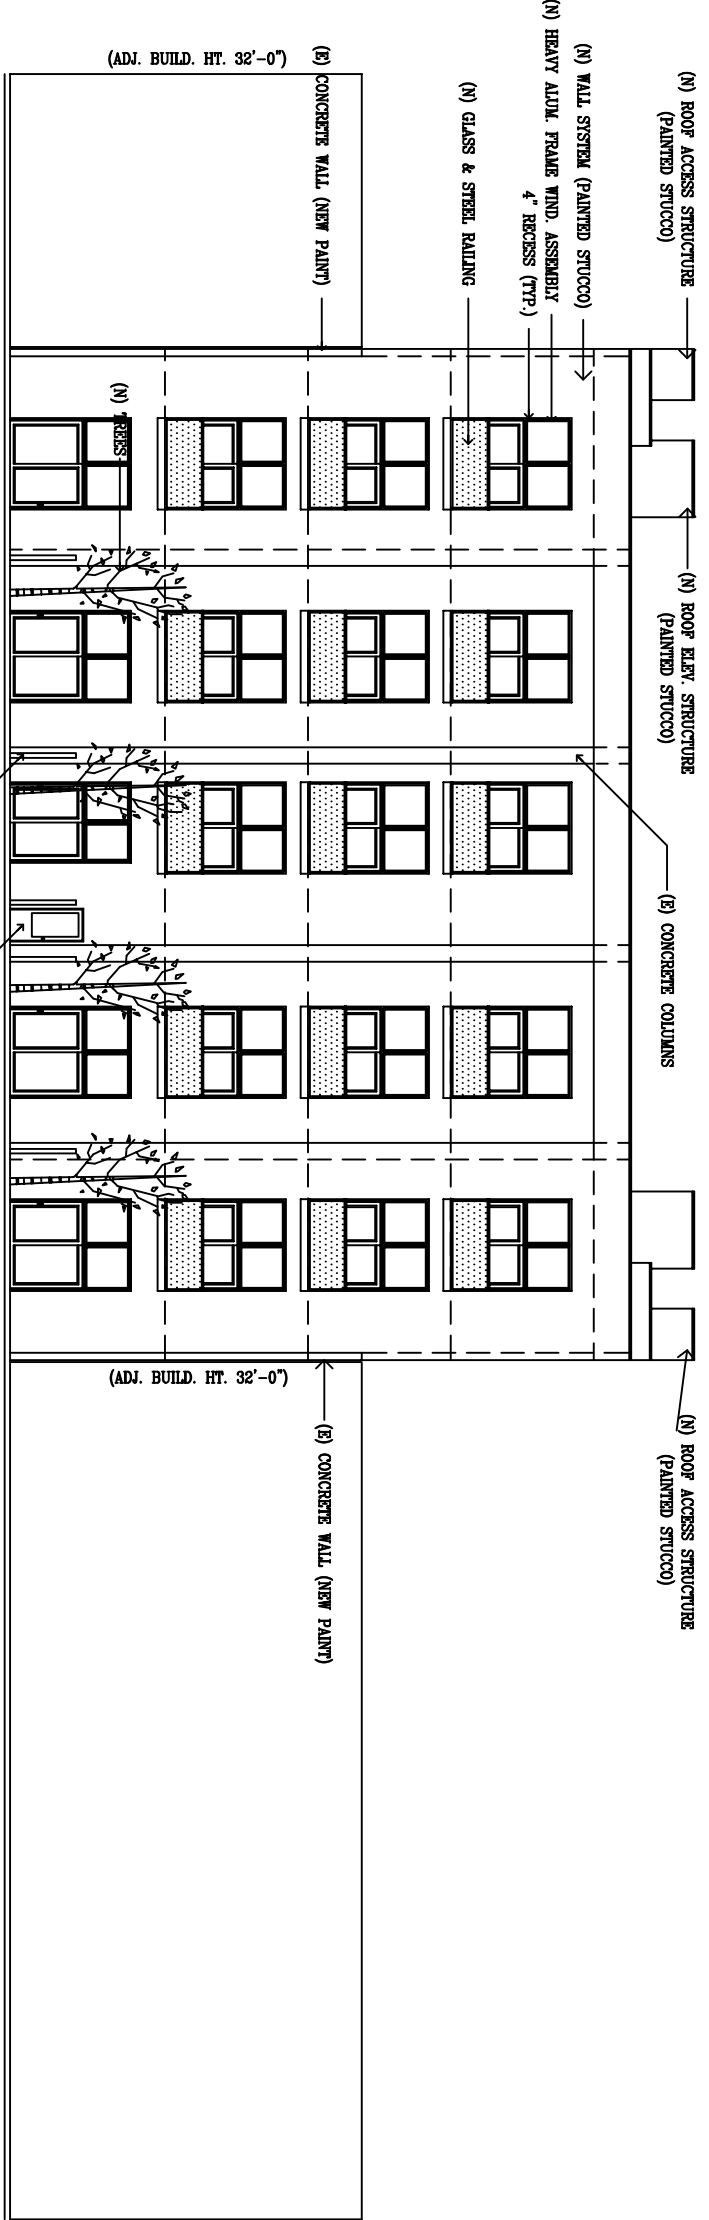 (N) ROOF ACCESS STRUCTURE
(PAINTED STUCCO)
(N) ROOF ELEV. STRUCTURE
(PAINTED STUCCO)
(N) ROOF ACCESS STRUCTURE
(PAINTED STUCCO)
(E) CONCRETE COLUMNS
(N) WALL SYSTEM (PAINTED STUCCO)
(N) HEAVY ALUM. FRAME WIND. ASSEMBLY
4" RECESS (TYP.)
(N) GLASS & STEEL RAILING
(E) CONCRETE WALL (NEW PAINT)
(E) CONCRETE WALL (NEW PAINT)
(ADJ. BUILD. HT. 32'-0")
(ADJ. BUILD. HT. 32'-0")
(N) TREES